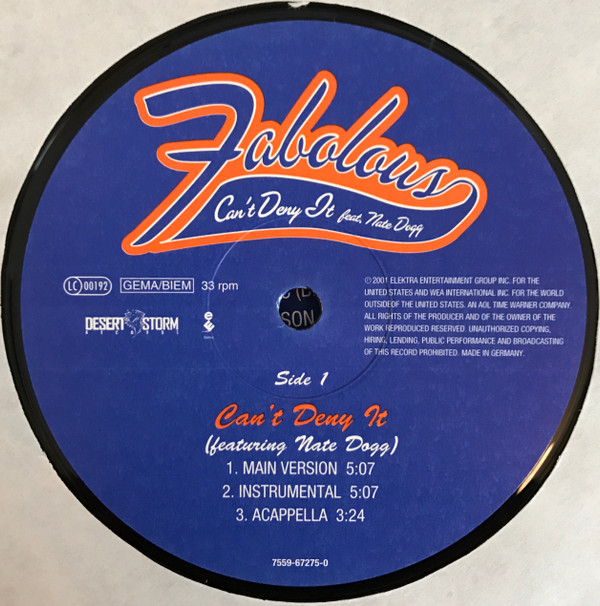 Fabolous
Can't Deny It feat. Nate Dogg
LC 00192 GEMA/BIEM 33 rpm
DESERT STORM
RECORDS
℗ 2001 ELEKTRA ENTERTAINMENT GROUP INC. FOR THE
UNITED STATES AND WEA INTERNATIONAL INC. FOR THE WORLD
OUTSIDE OF THE UNITED STATES. AN AOL TIME WARNER COMPANY.
ALL RIGHTS OF THE PRODUCER AND OF THE OWNER OF THE
WORK REPRODUCED RESERVED. UNAUTHORIZED COPYING,
HIRING, LENDING, PUBLIC PERFORMANCE AND BROADCASTING
OF THIS RECORD PROHIBITED. MADE IN GERMANY.
SON
Side 1
Can't Deny It
(featuring Nate Dogg)
1. MAIN VERSION 5:07
2. INSTRUMENTAL 5:07
3. ACAPPELLA 3:24
7559-67275-0